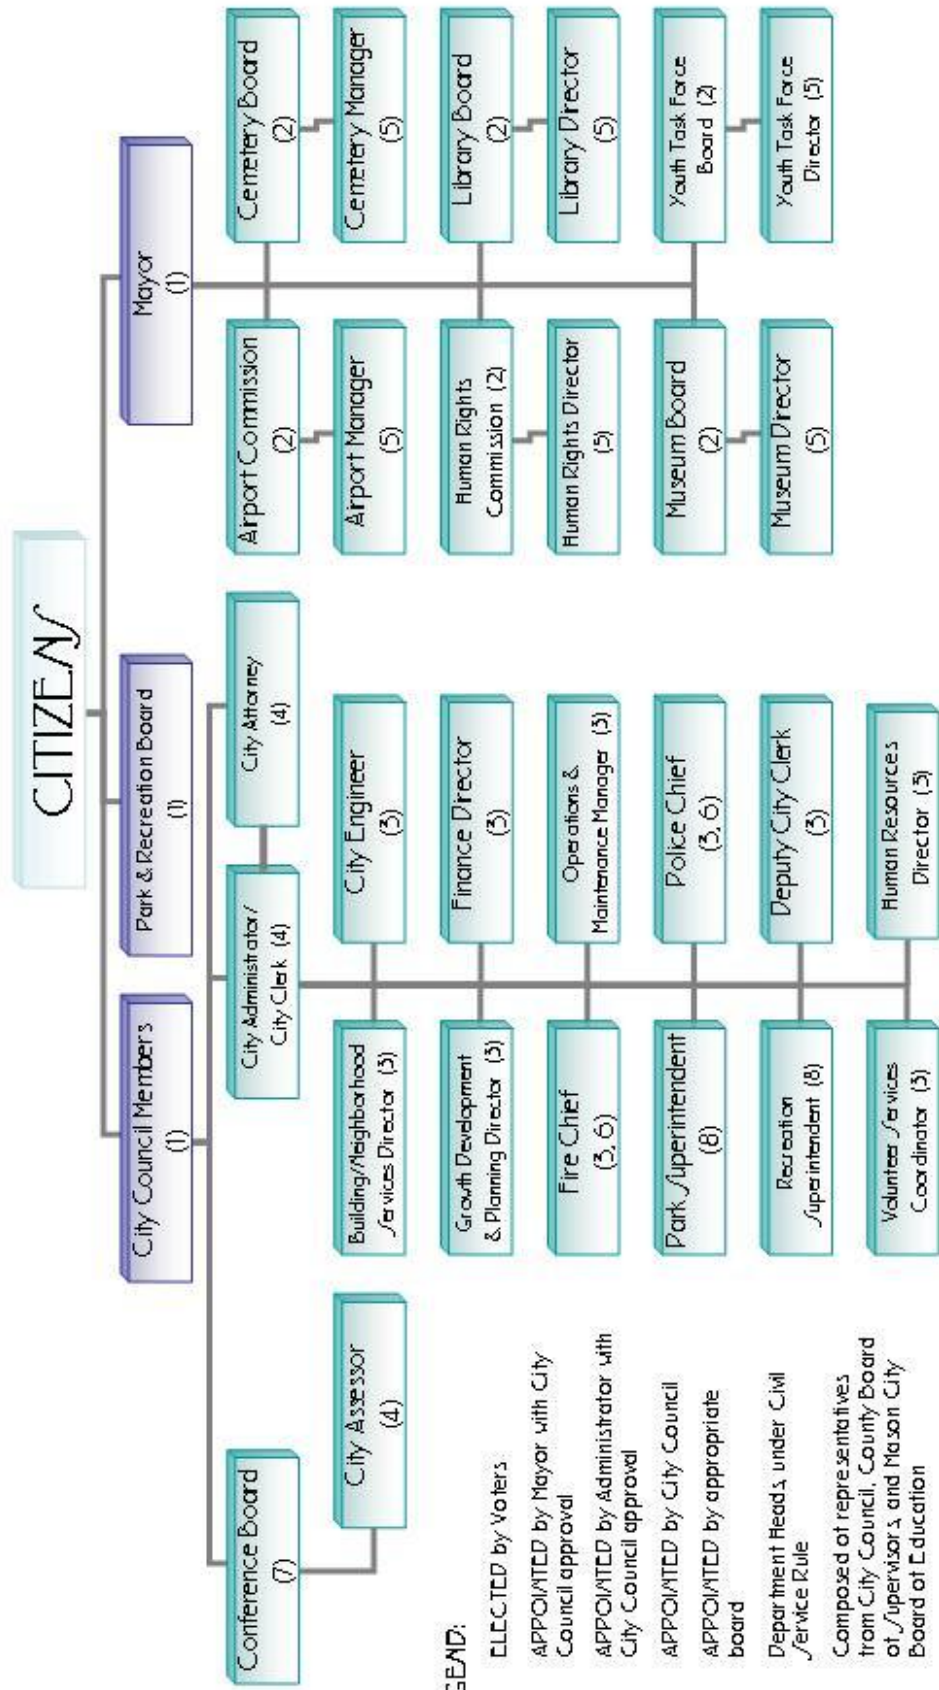 CITIZENS
City Council Members
(1)
Park & Recreation Board
(1)
Mayor
(1)
Conference Board
(7)
City Assessor
(4)
City Administrator/
City Clerk (4)
City Attorney
(4)
Building/Neighborhood
Services Director (3)
City Engineer
(3)
Growth Development
& Planning Director (3)
Finance Director
(3)
Fire Chief
(3, 6)
Operations &
Maintenance Manager (3)
Park Superintendent
(8)
Police Chief
(3, 6)
Recreation
Superintendent (8)
Deputy City Clerk
(3)
Volunteer Services
Coordinator (3)
Human Resources
Director (3)
Airport Commission
(2)
Airport Manager
(5)
Cemetery Board
(2)
Cemetery Manager
(5)
Human Rights
Commission (2)
Human Rights Director
(5)
Library Board
(2)
Library Director
(5)
Museum Board
(2)
Museum Director
(5)
Youth Task Force
Board (2)
Youth Task Force
Director (5)
GEND:
ELECTED by Voters
APPOINTED by Mayor with City
Council approval
APPOINTED by Administrator with
City Council approval
APPOINTED by City Council
APPOINTED by appropriate
board
Department Heads, under Civil
Service Rule
Composed of representatives
from City Council, County Board
of Supervisors, and Mason City
Board of Education